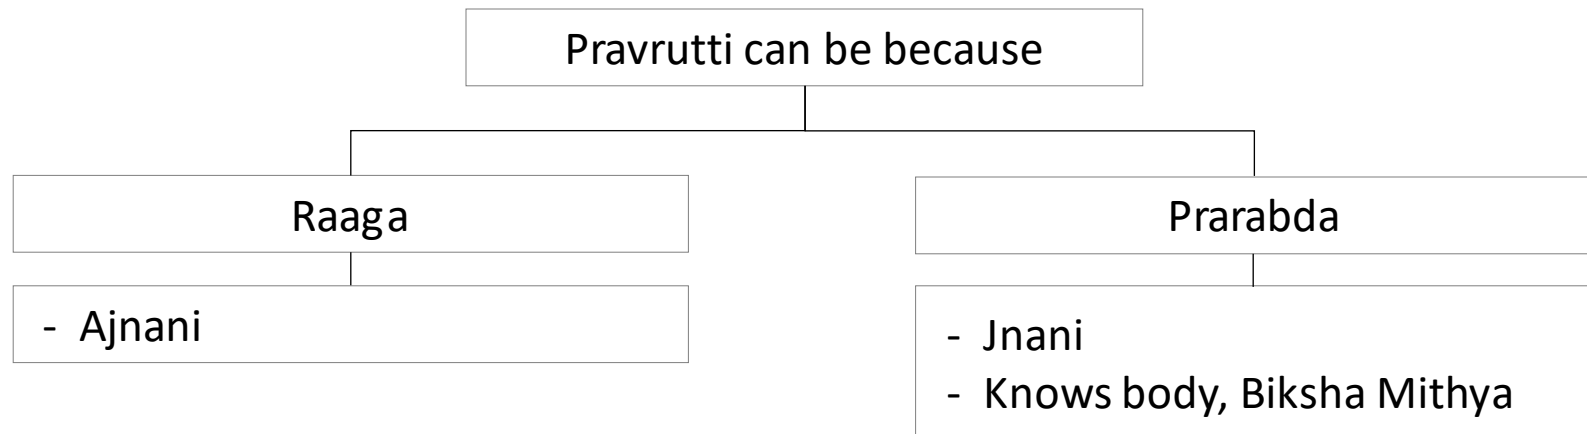 Pravrutti can be because
Raaga
Prarabda
- Ajnani
- Jnani
- Knows body, Biksha Mithya